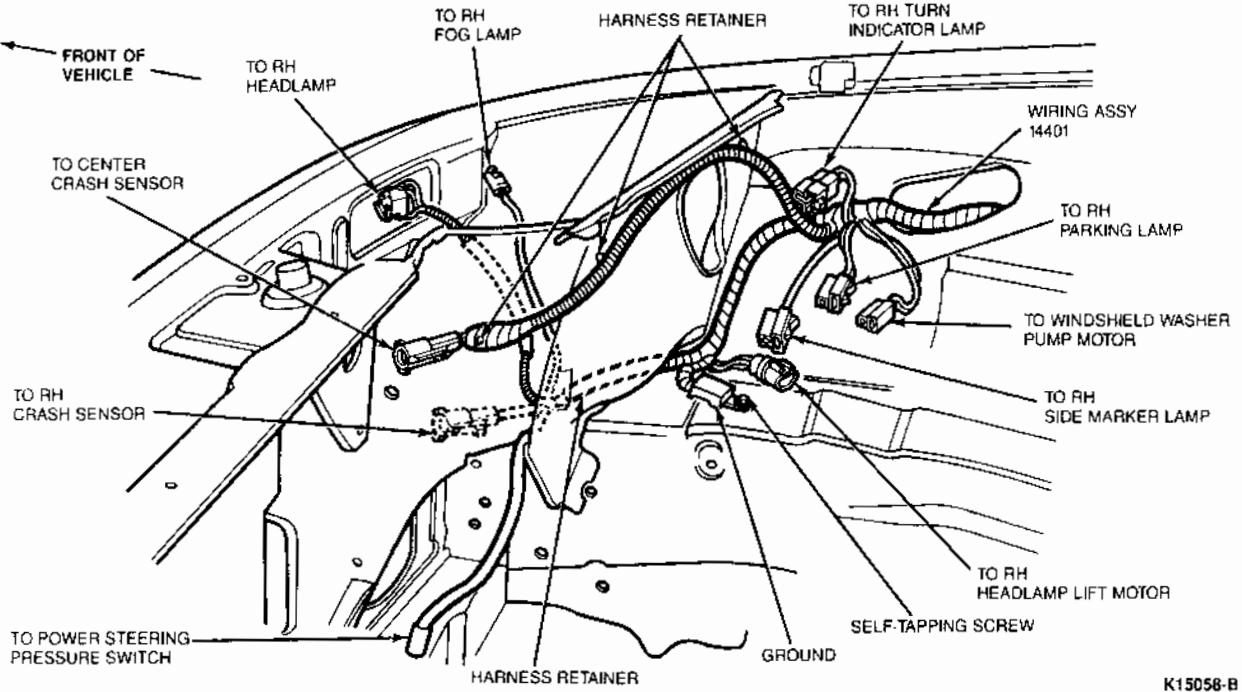 TO RH
FOG LAMP
HARNESS RETAINER
TO RH TURN
INDICATOR LAMP
FRONT OF
VEHICLE
TO RH
HEADLAMP
WIRING ASSY
14401
TO CENTER
CRASH SENSOR
TO RH
PARKING LAMP
TO WINDSHIELD WASHER
PUMP MOTOR
TO RH
CRASH SENSOR
TO RH
SIDE MARKER LAMP
TO RH
HEADLAMP LIFT MOTOR
SELF-TAPPING SCREW
TO POWER STEERING
PRESSURE SWITCH
GROUND
HARNESS RETAINER
K15056-B